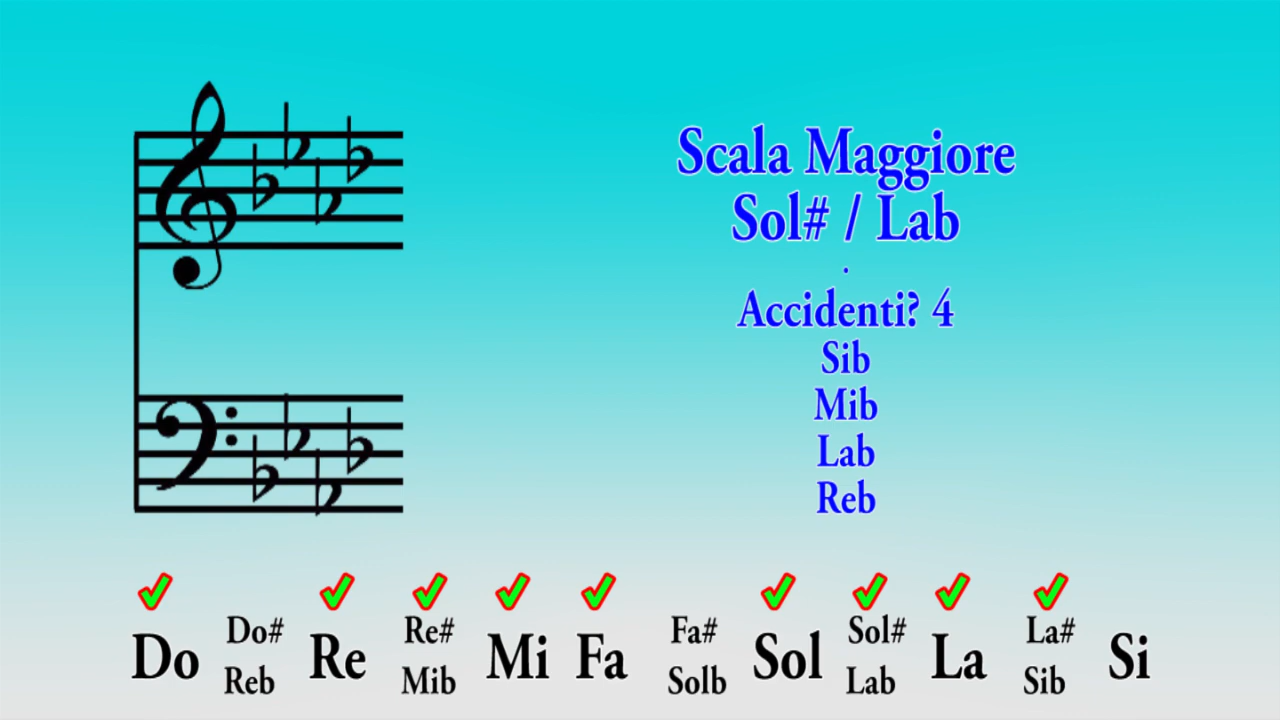 Scala Maggiore
Sol# / Lab
.
Accidenti? 4
Sib
Mib
Lab
Reb
Do# Re# Fa# Sol# La#
Do Re Mi Fa Sol La Si
Reb Mib Solb Lab Sib